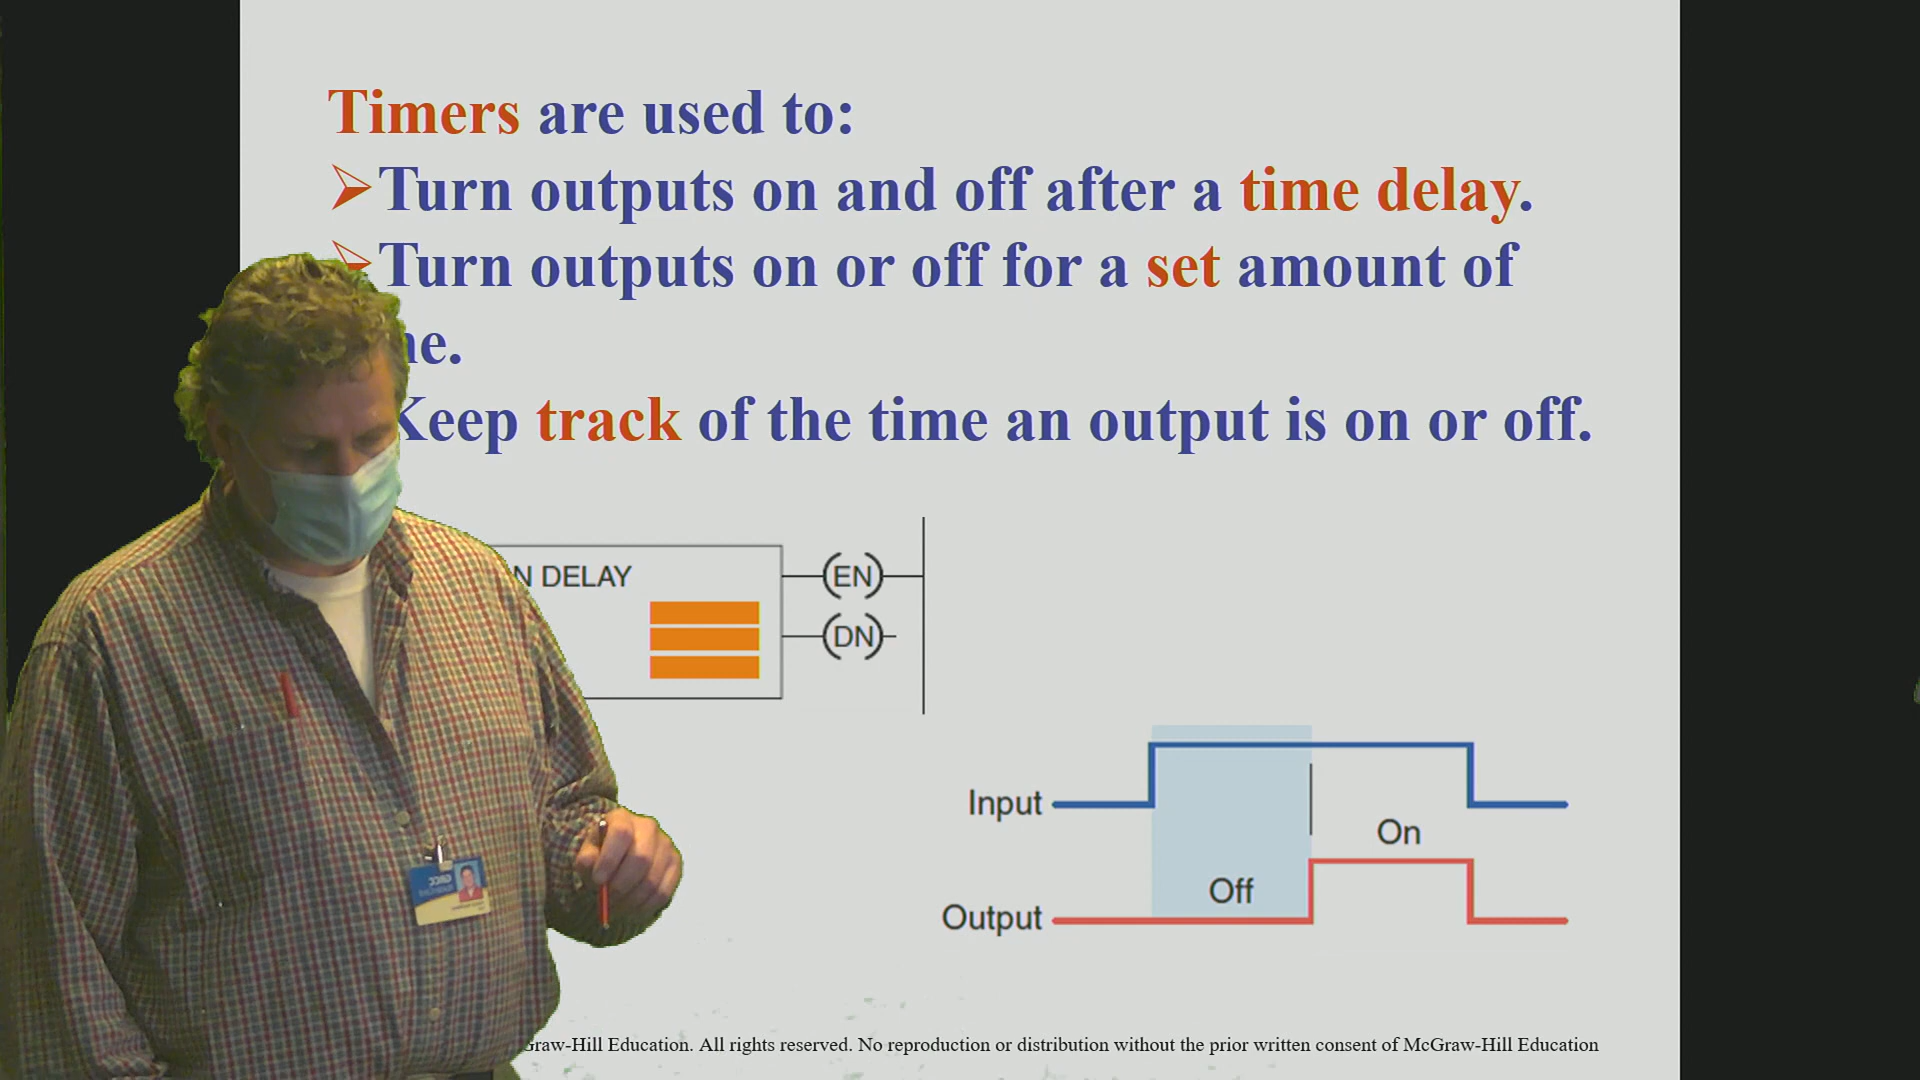 Timers are used to:
Turn outputs on and off after a time delay.
Turn outputs on or off for a set amount of
Keep track of the time an output is on or off.
DELAY
EN
DN
Input
On
Off
Output
Graw-Hill Education. All rights reserved. No reproduction or distribution without the prior written consent of McGraw-Hill Education
GRCC